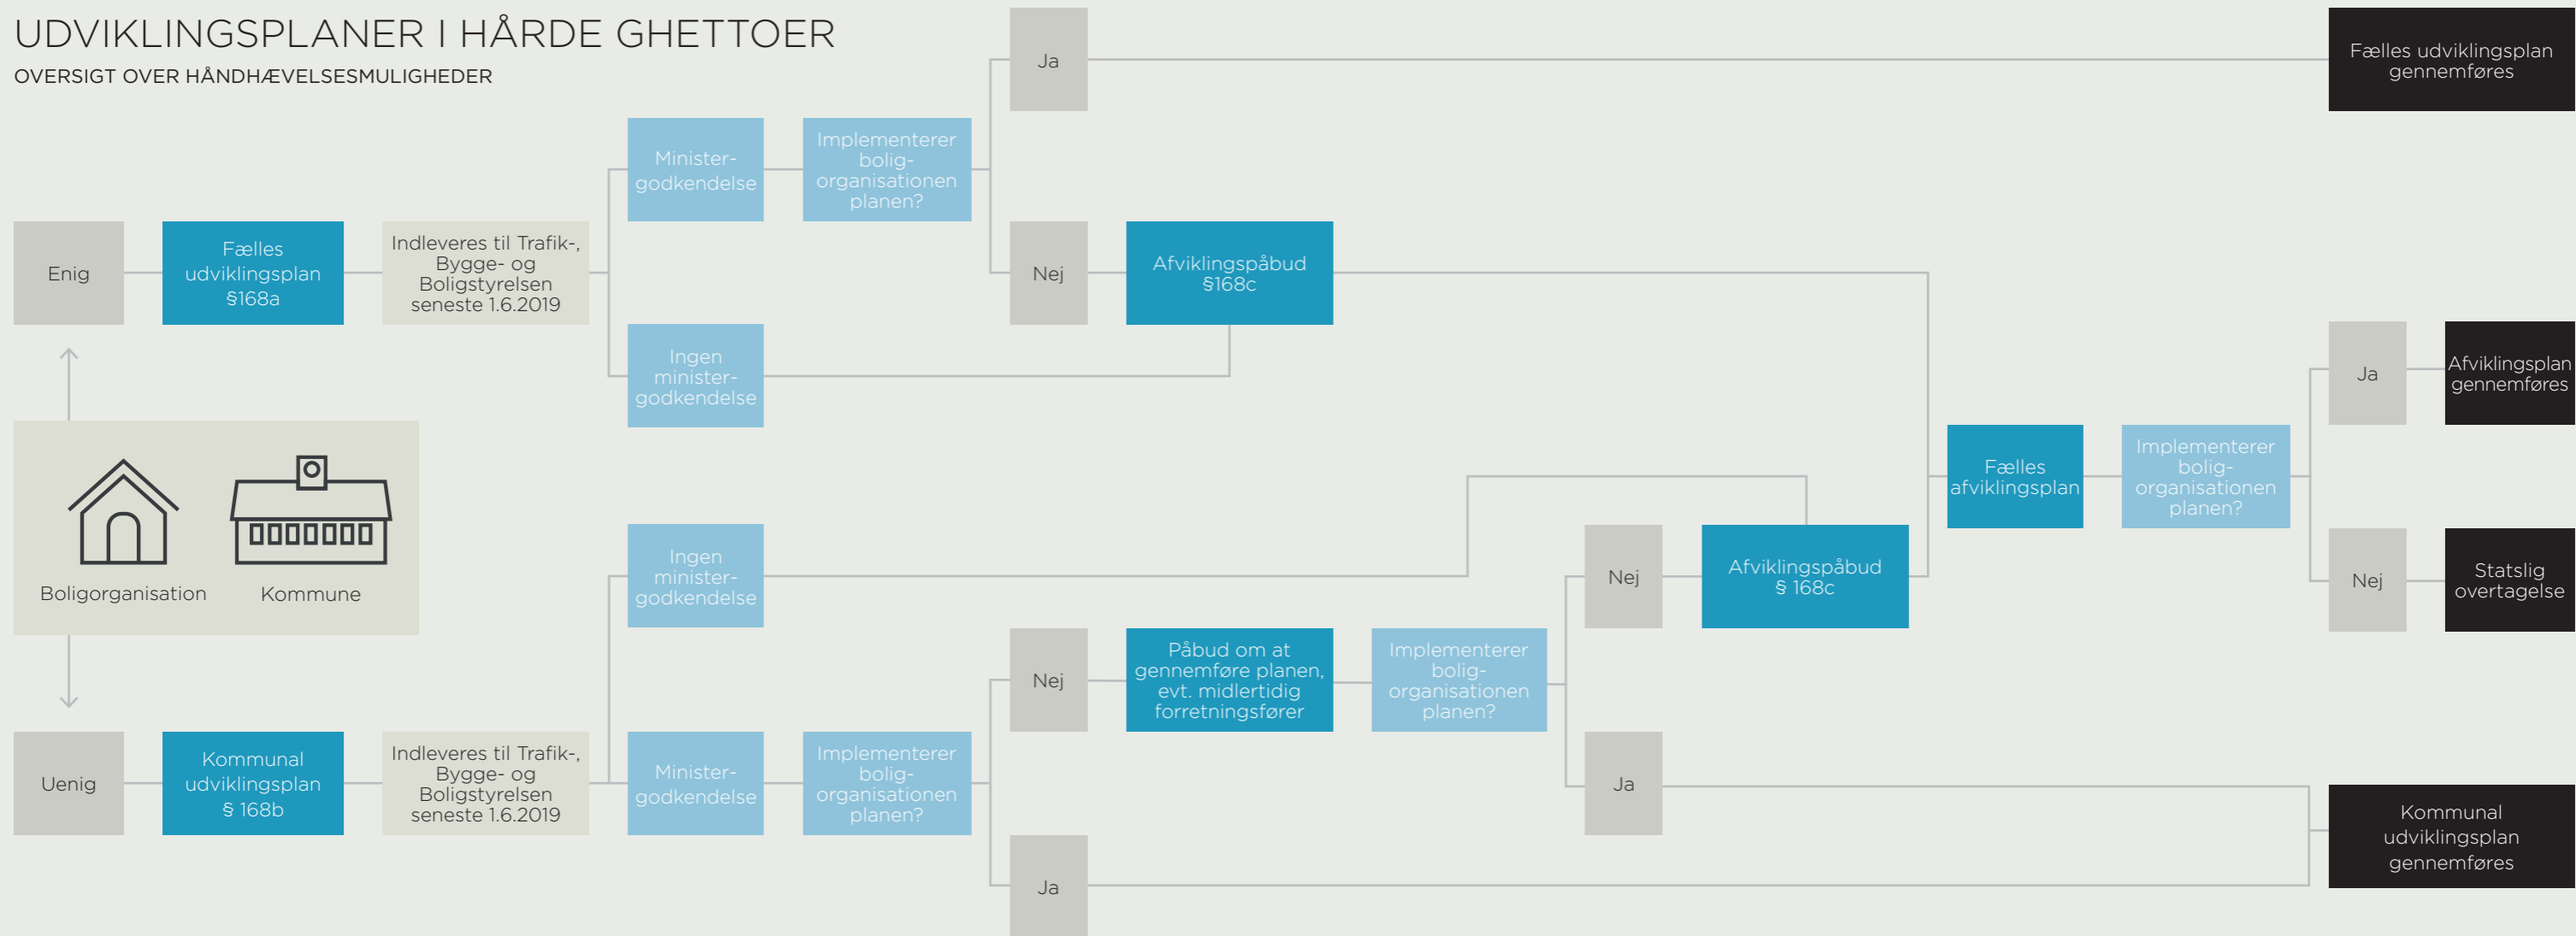 UDVIKLINGSPLANER I HÅRDE GHETTOER
OVERSIGT OVER HÅNDHÆVELSESMULIGHEDER
Ja
Fælles udviklingsplan
gennemføres
Minister-
godkendelse
Implementerer
bolig-
organisationen
planen?
Enig
Fælles
udviklingsplan
§168a
Indleveres til Trafik-,
Bygge- og
Boligstyrelsen
seneste 1.6.2019
Nej
Afviklingspåbud
§168c
Ingen
minister-
godkendelse
Ja
Afviklingsplan
gennemføres
Fælles
afviklingsplan
Implementerer
bolig-
organisationen
planen?
Boligorganisation
Kommune
Ingen
minister-
godkendelse
Nej
Afviklingspåbud
§ 168c
Nej
Statslig
overtagelse
Nej
Påbud om at
gennemføre planen,
evt. midlertidig
forretningsfører
Implementerer
bolig-
organisationen
planen?
Uenig
Kommunal
udviklingsplan
§ 168b
Indleveres til Trafik-,
Bygge- og
Boligstyrelsen
seneste 1.6.2019
Minister-
godkendelse
Implementerer
bolig-
organisationen
planen?
Ja
Kommunal
udviklingsplan
gennemføres
Ja